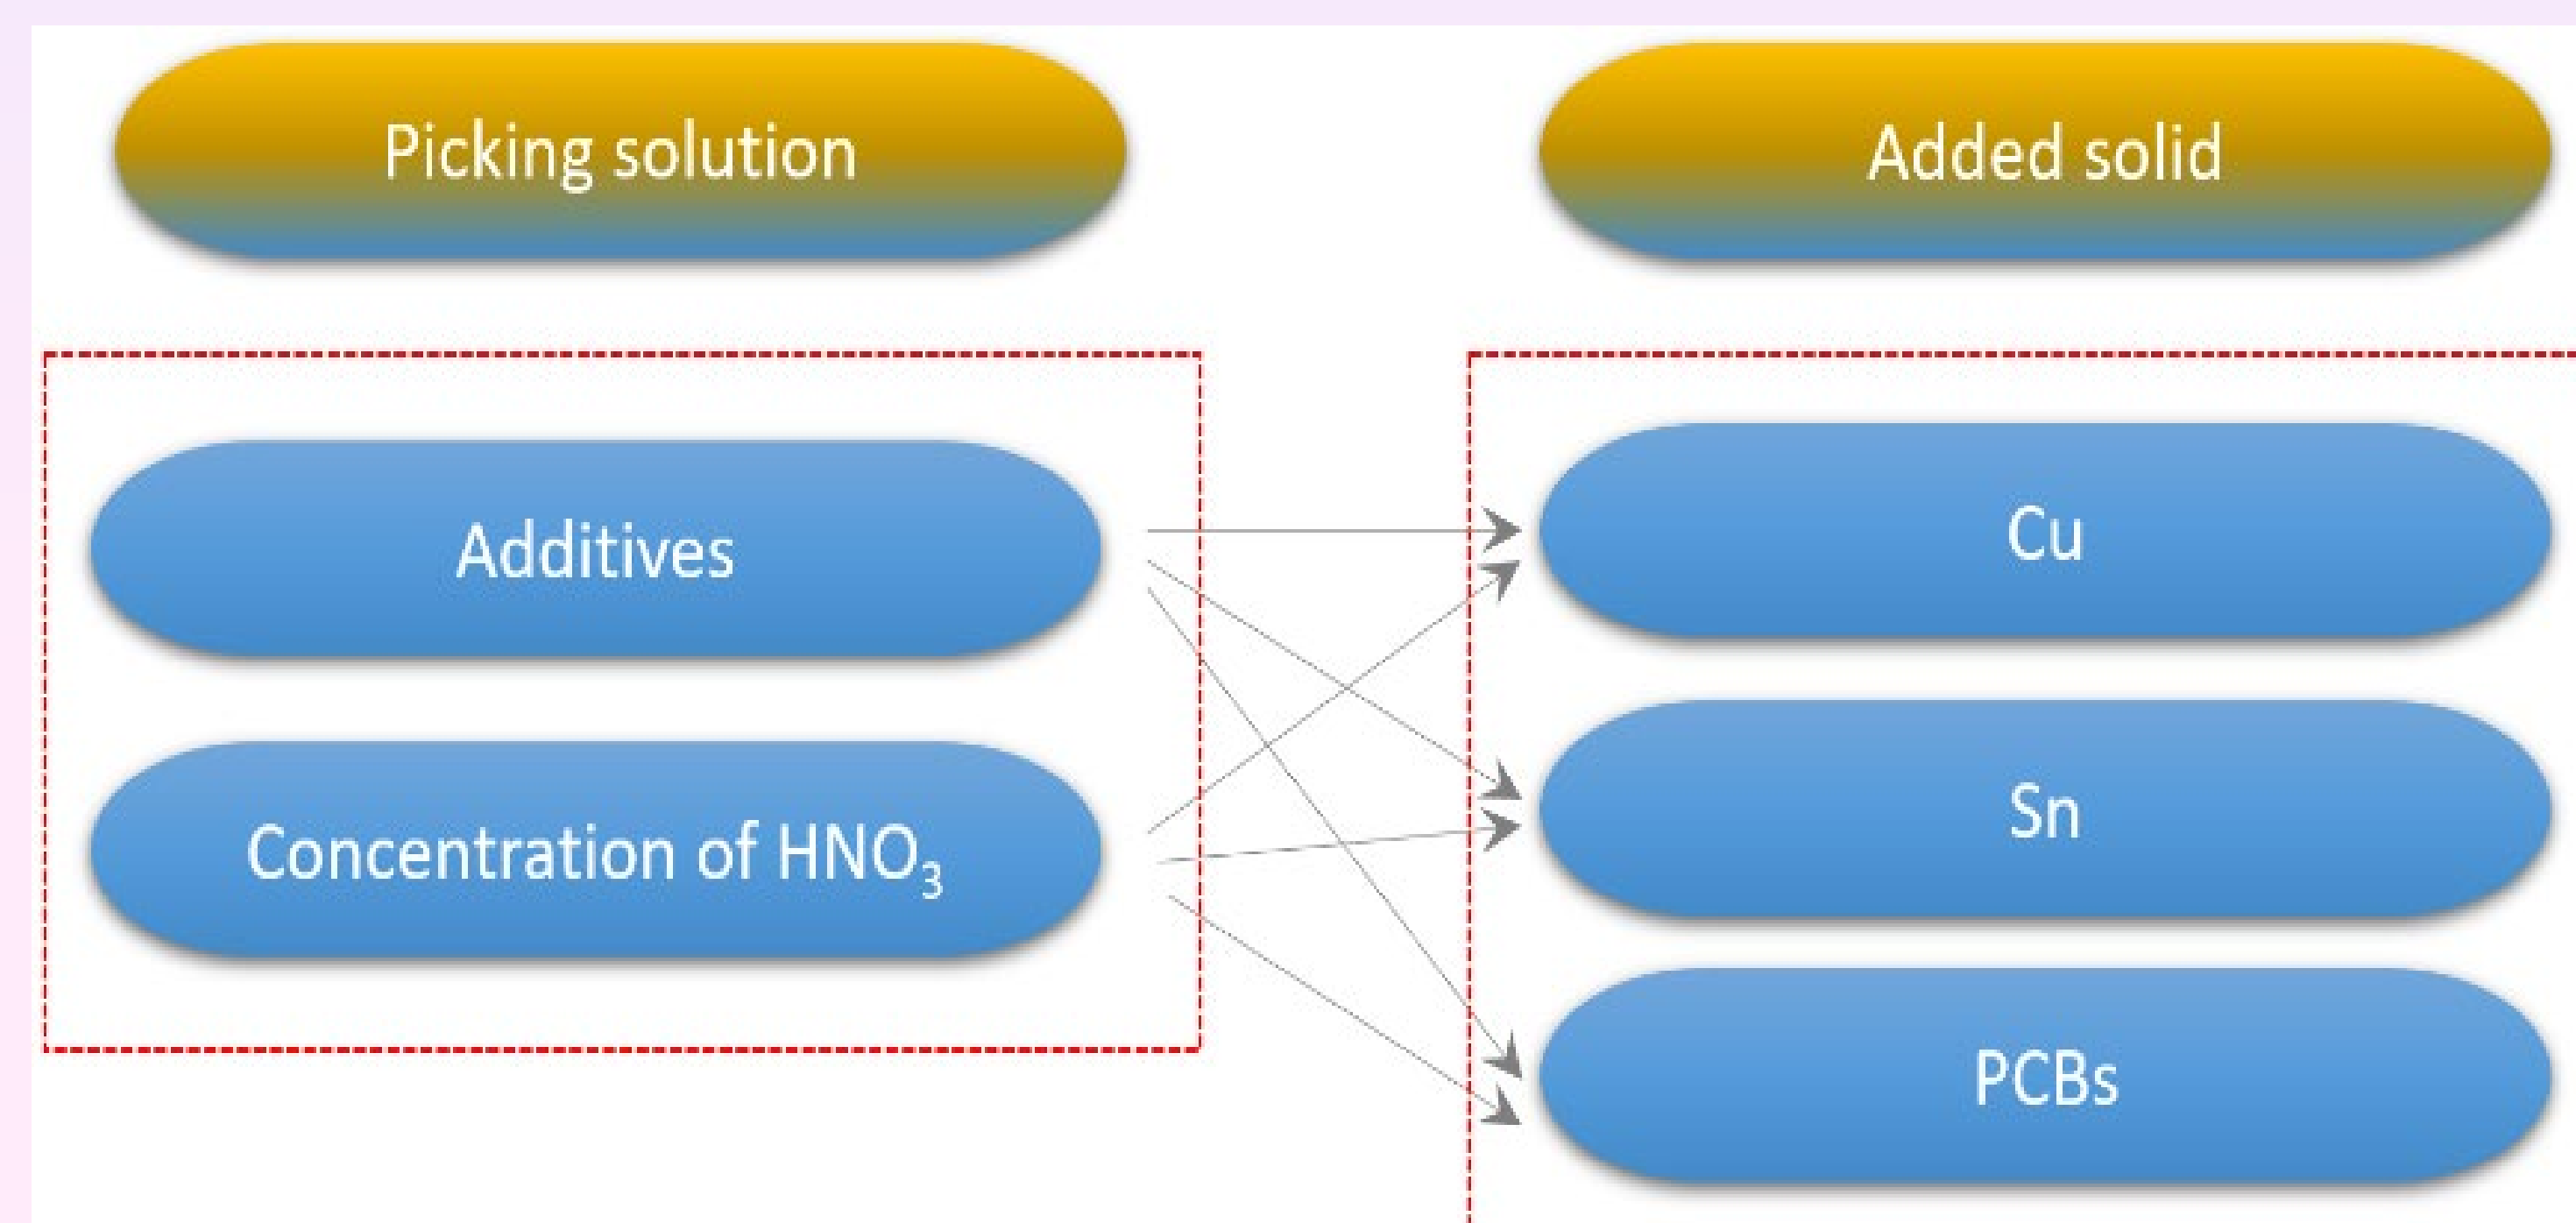 Picking solution
Added solid
Additives
Concentration of HNO₃
Cu
Sn
PCBs